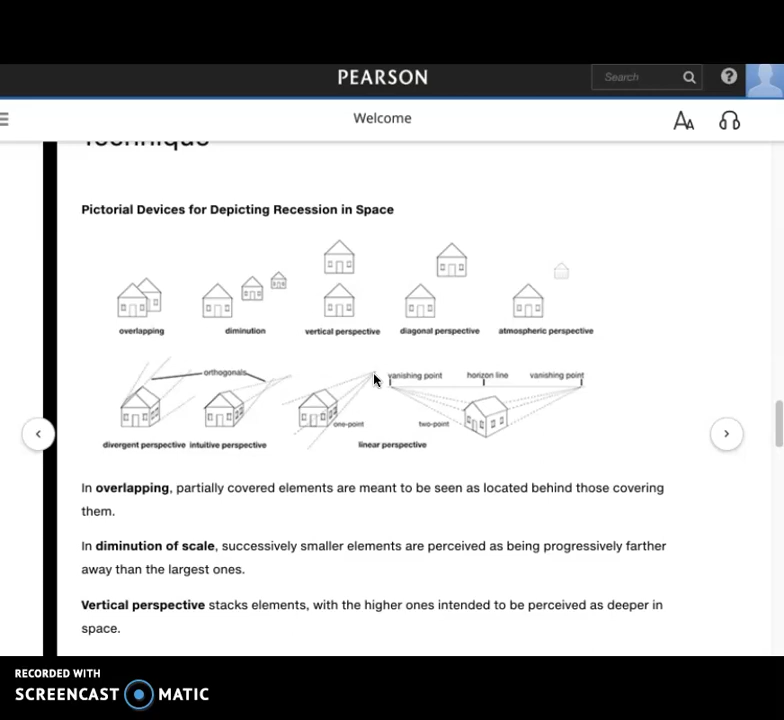 PEARSON
Search
?
Welcome
AA
Technique
Pictorial Devices for Depicting Recession in Space
overlapping
diminution
vertical perspective
diagonal perspective
atmospheric perspective
orthogonals
vanishing point
horizon line
vanishing point
one-point
two-point
divergent perspective
intuitive perspective
linear perspective
In overlapping, partially covered elements are meant to be seen as located behind those covering
them.
In diminution of scale, successively smaller elements are perceived as being progressively farther
away than the largest ones.
Vertical perspective stacks elements, with the higher ones intended to be perceived as deeper in
space.
RECORDED WITH
SCREENCAST MATIC